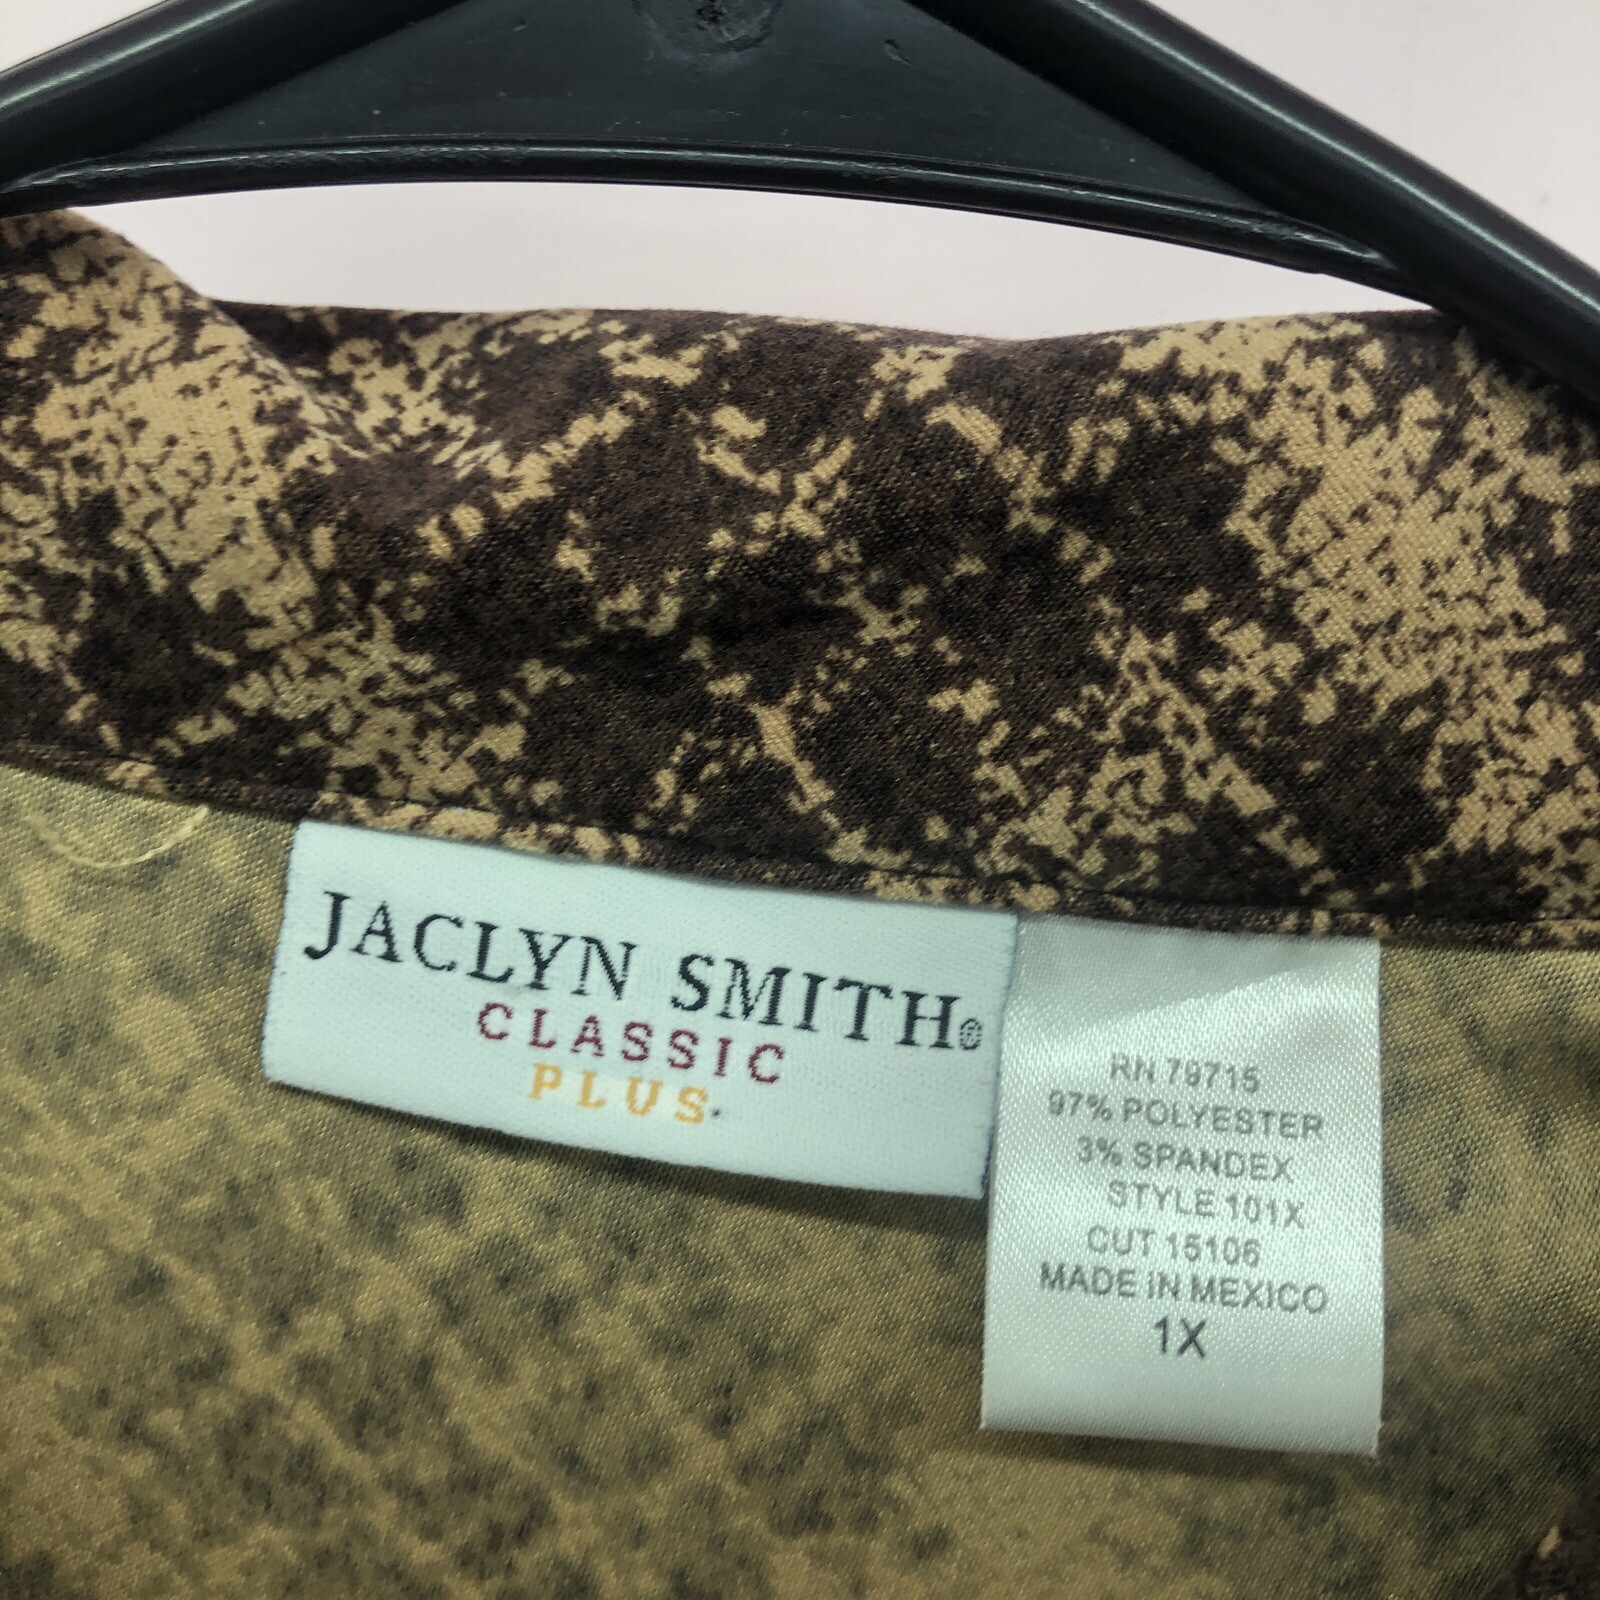 JACLYN SMITH®
CLASSIC
PLUS
RN 79715
97% POLYESTER
3% SPANDEX
STYLE 101X
CUT 15106
MADE IN MEXICO
1X